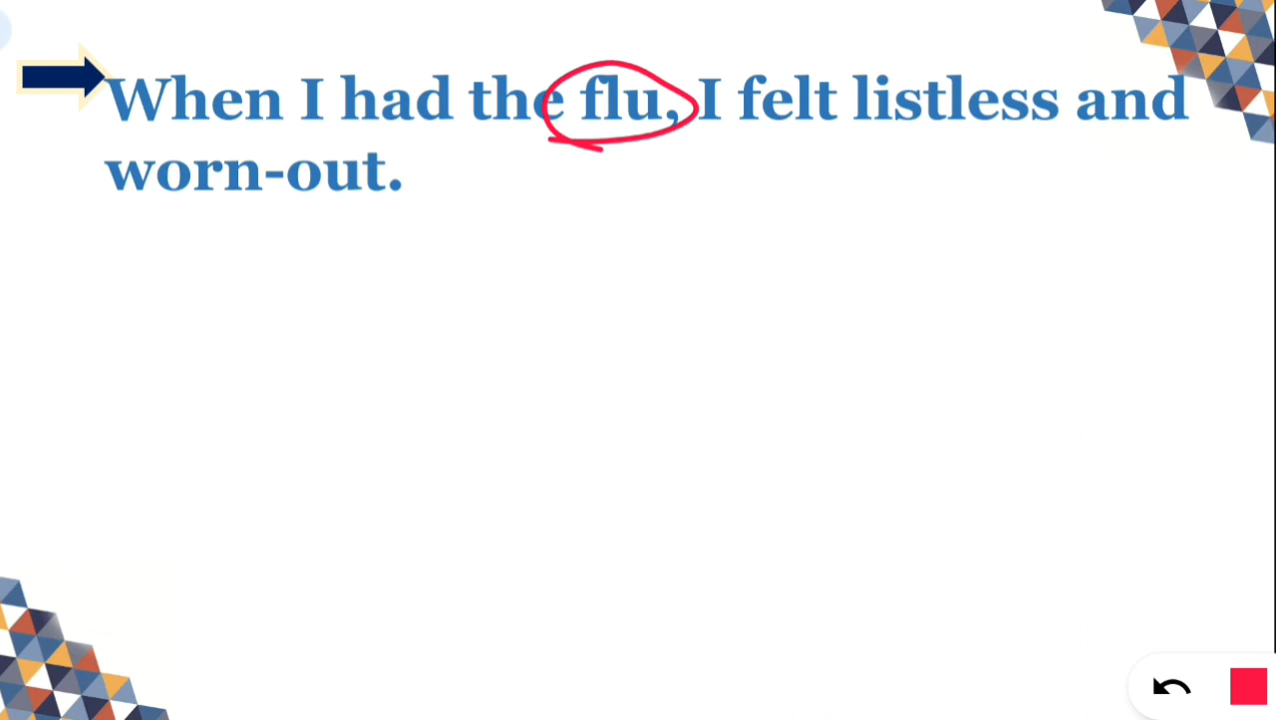 When I had the flu, I felt listless and
worn-out.